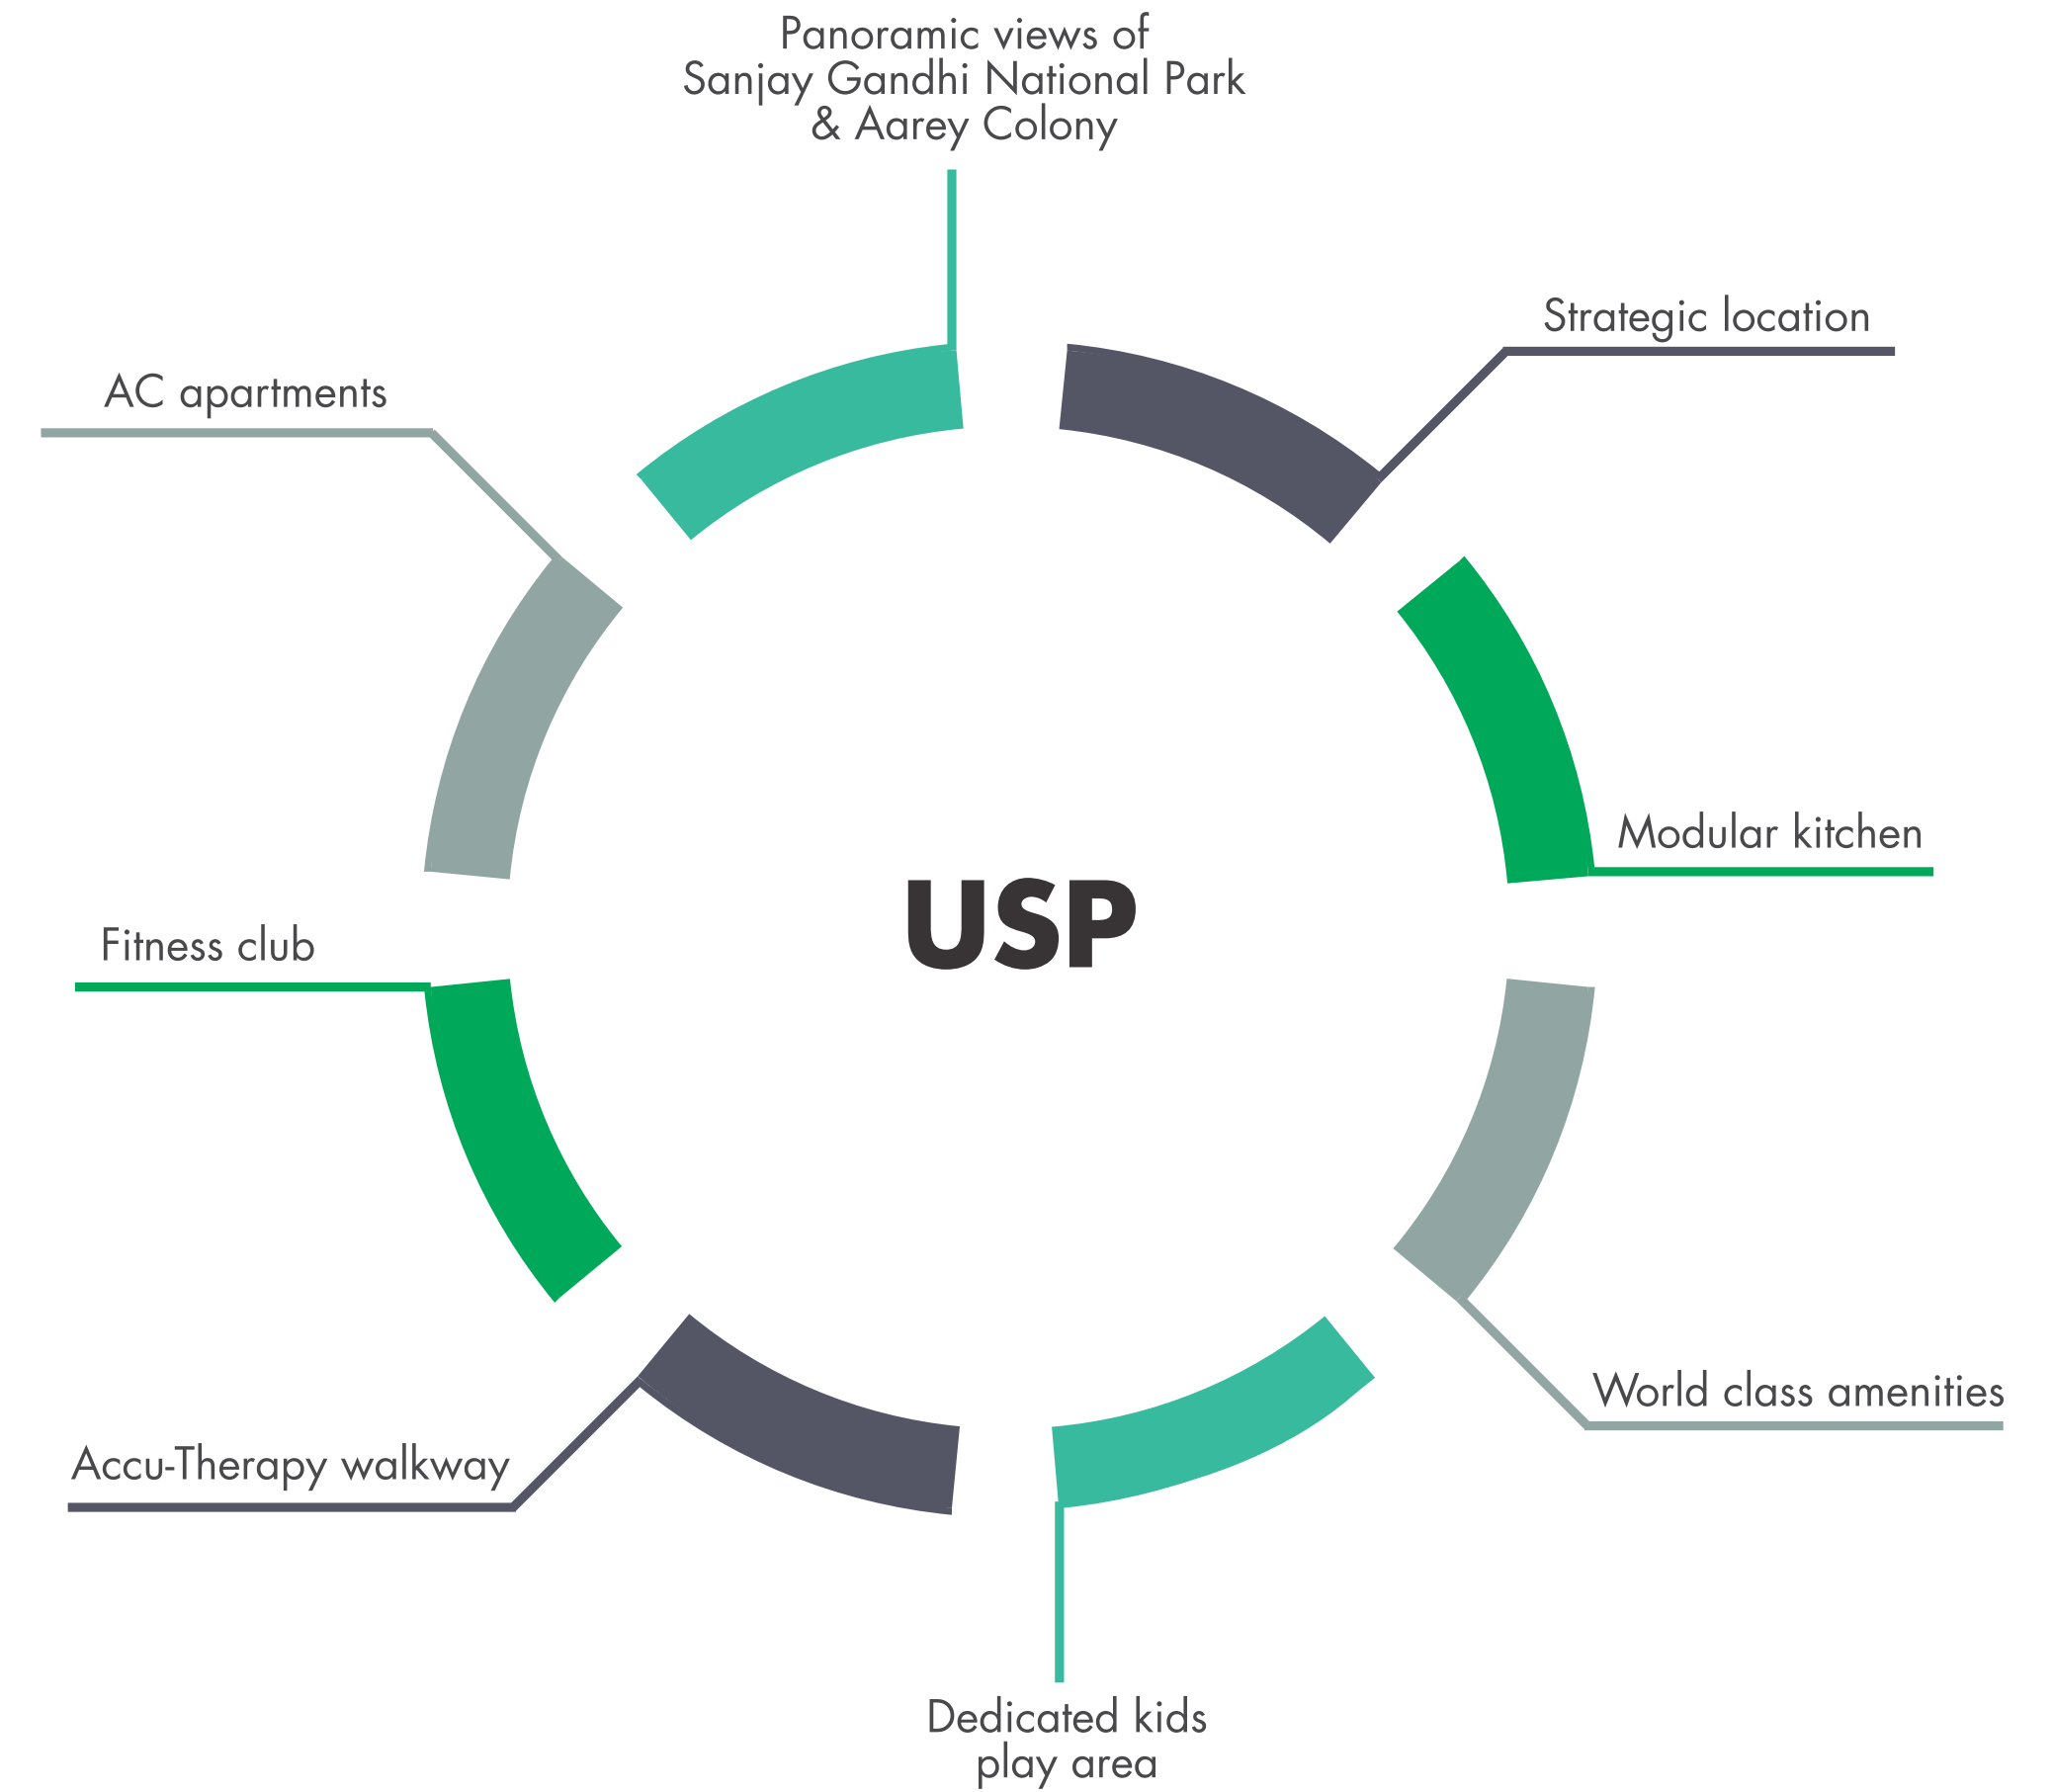 Panoramic views of
Sanjay Gandhi National Park
& Aarey Colony
Strategic location
AC apartments
Modular kitchen
USP
Fitness club
World class amenities
Accu-Therapy walkway
Dedicated kids
play area